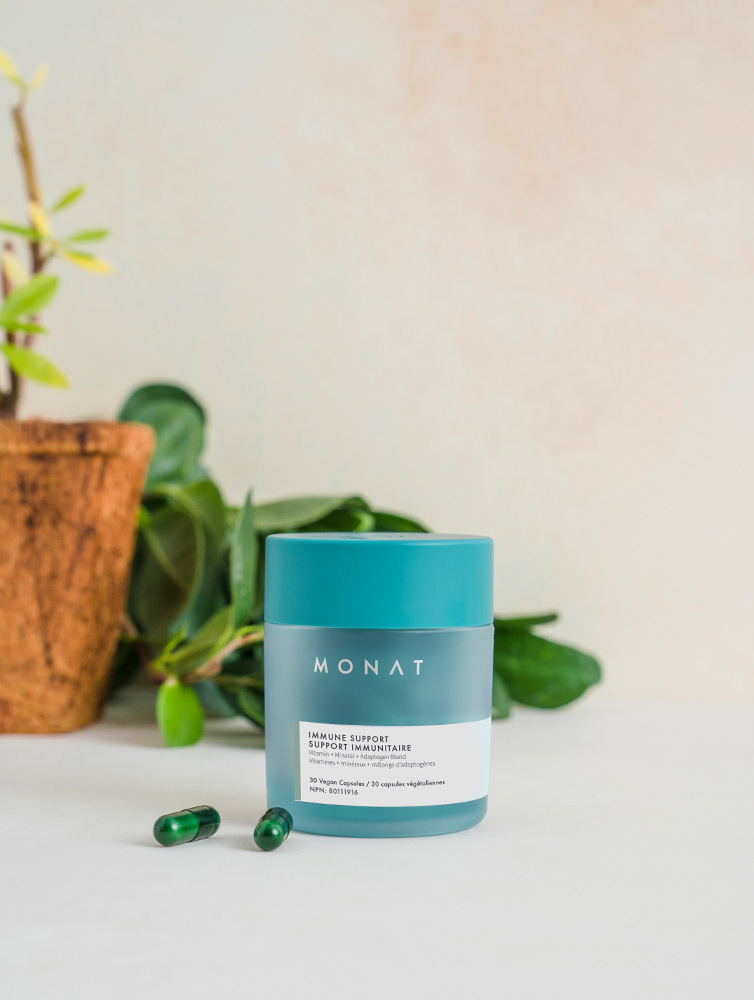 MONAT
IMMUNE SUPPORT
SUPPORT IMMUNITAIRE
Vitamin + Mineral + Adaptogen Blend
Vitamines + minéraux + mélange d'adaptogènes
30 Vegan Capsules / 30 capsules végétaliennes
NPN: 80111916